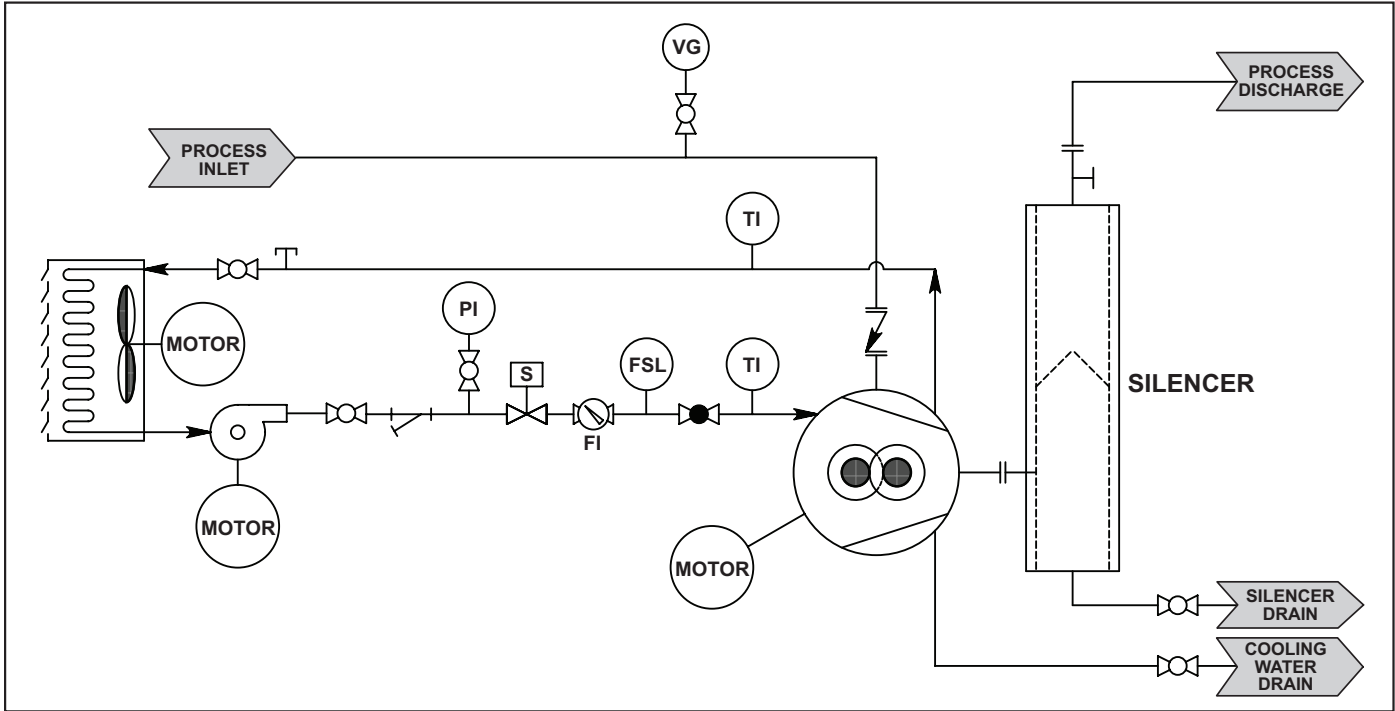 VG
PROCESS
DISCHARGE
PROCESS
INLET
TI
PI
MOTOR
S
FSL
TI
SILENCER
FI
MOTOR
MOTOR
SILENCER
DRAIN
COOLING
WATER
DRAIN